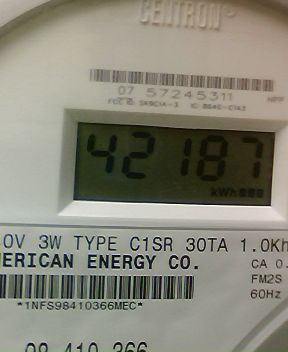 CENTRON®
07 57245311
42187
kWh
0V 3W TYPE C1SR 30TA 1.0Kh
ERICAN ENERGY CO.
CA 0.
FM2S
60Hz
*1NFS98410366MEC*
98 410 366